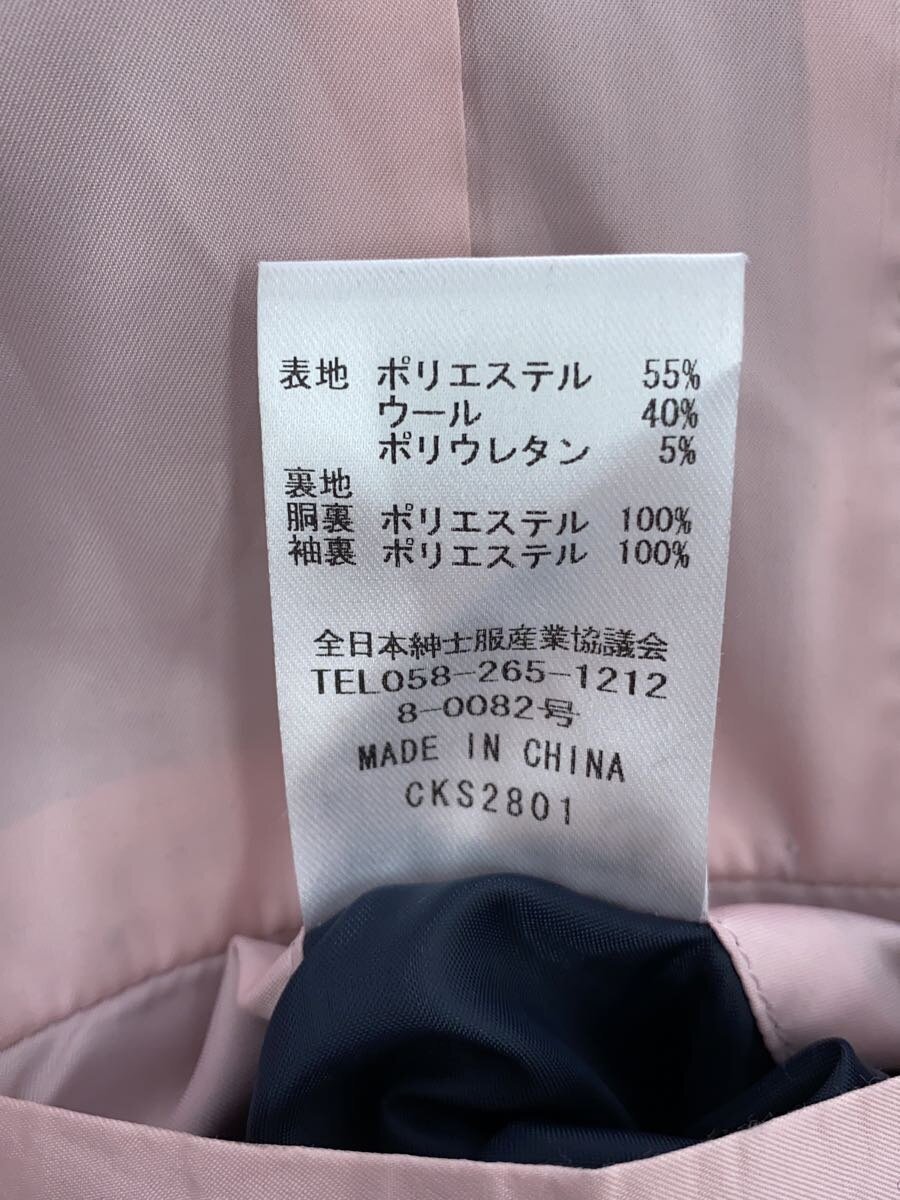 表地 ポリエステル 55%
ウール 40%
ポリウレタン 5%
裏地
胴裏 ポリエステル 100%
袖裏 ポリエステル 100%
全日本紳士服産業協議会
TEL058-265-1212
8-0082号
MADE IN CHINA
CKS2801